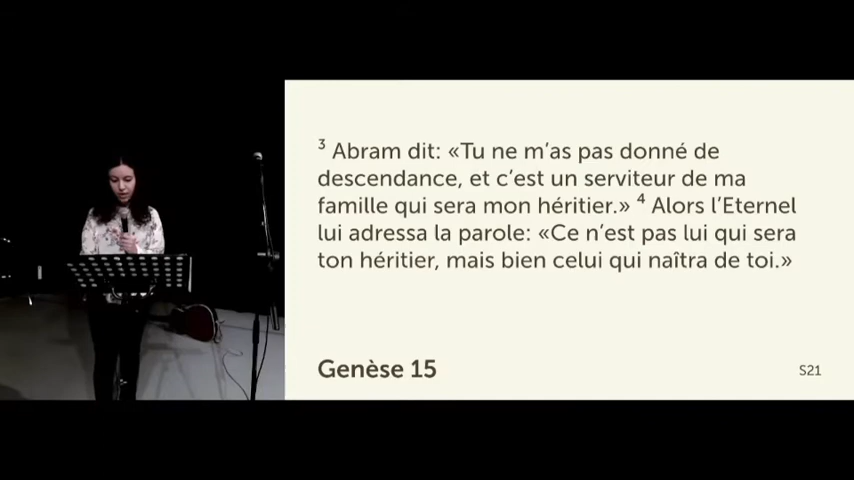 3 Abram dit: «Tu ne m'as pas donné de
descendance, et c'est un serviteur de ma
famille qui sera mon héritier.» 4 Alors l'Eternel
lui adressa la parole: «Ce n'est pas lui qui sera
ton héritier, mais bien celui qui naîtra de toi.»
Genèse 15
S21